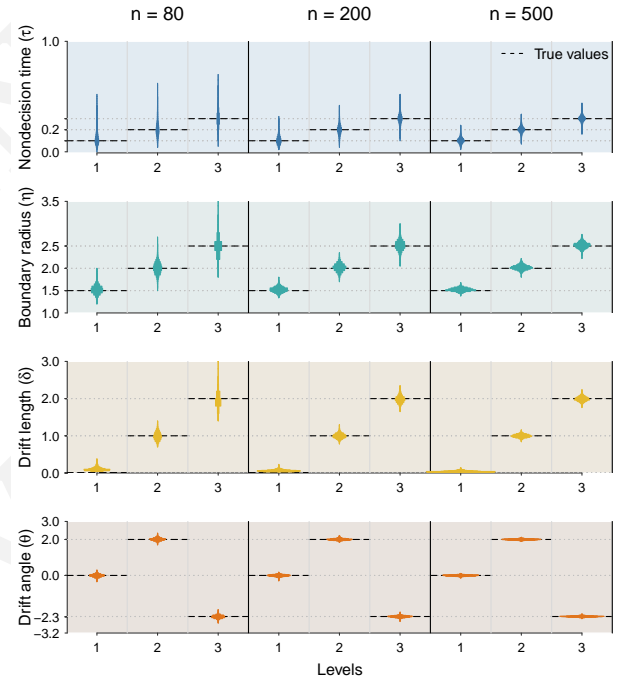 n = 80 n = 200 n = 500
Nondecision time (τ)
1.0
0.2
0.0
True values
1 2 3 1 2 3 1 2 3
Boundary radius (η)
3.5
2.5
2.0
1.5
1.0
1 2 3 1 2 3 1 2 3
Drift length (δ)
3.0
2.0
1.0
0.0
1 2 3 1 2 3 1 2 3
Drift angle (θ)
3.0
2.0
0.0
−2.3
−3.2
1 2 3 1 2 3 1 2 3
Levels